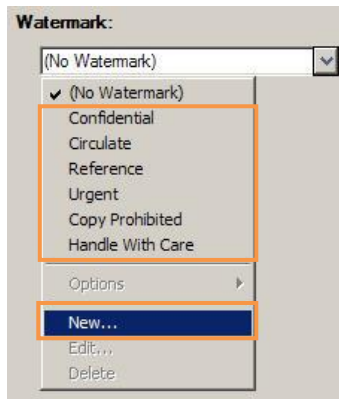 Watermark:
(No Watermark)
(No Watermark)
Confidential
Circulate
Reference
Urgent
Copy Prohibited
Handle With Care
Options
New...
Edit...
Delete